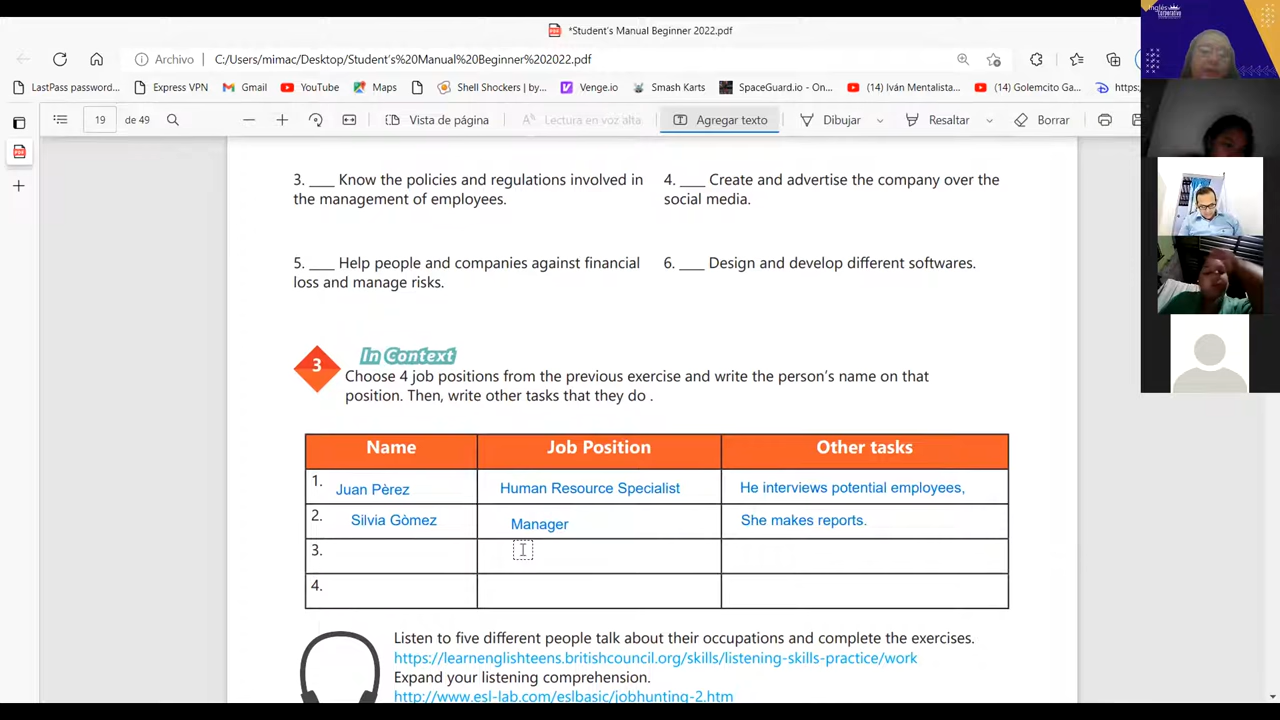 *Student's Manual Beginner 2022.pdf
Archivo C:/Users/mimac/Desktop/Student's%20Manual%20Beginner%202022.pdf
LastPass password... Express VPN Gmail YouTube Maps Shell Shockers | by... Venge.io Smash Karts SpaceGuard.io - On... (14) Iván Mentalista... (14) Golemcito Ga... https:
19 de 49 Vista de página Lectura en voz alta Agregar texto Dibujar Resaltar Borrar
Inglés
corporativo
3. ___ Know the policies and regulations involved in
the management of employees.
4. ___ Create and advertise the company over the
social media.
5. ___ Help people and companies against financial
loss and manage risks.
6. ___ Design and develop different softwares.
3 In Context
Choose 4 job positions from the previous exercise and write the person's name on that
position. Then, write other tasks that they do .
Name Job Position Other tasks
1. Juan Pèrez Human Resource Specialist He interviews potential employees,
2. Silvia Gòmez Manager She makes reports.
3.
4.
Listen to five different people talk about their occupations and complete the exercises.
https://learnenglishteens.britishcouncil.org/skills/listening-skills-practice/work
Expand your listening comprehension.
http://www.esl-lab.com/eslbasic/jobhunting-2.htm